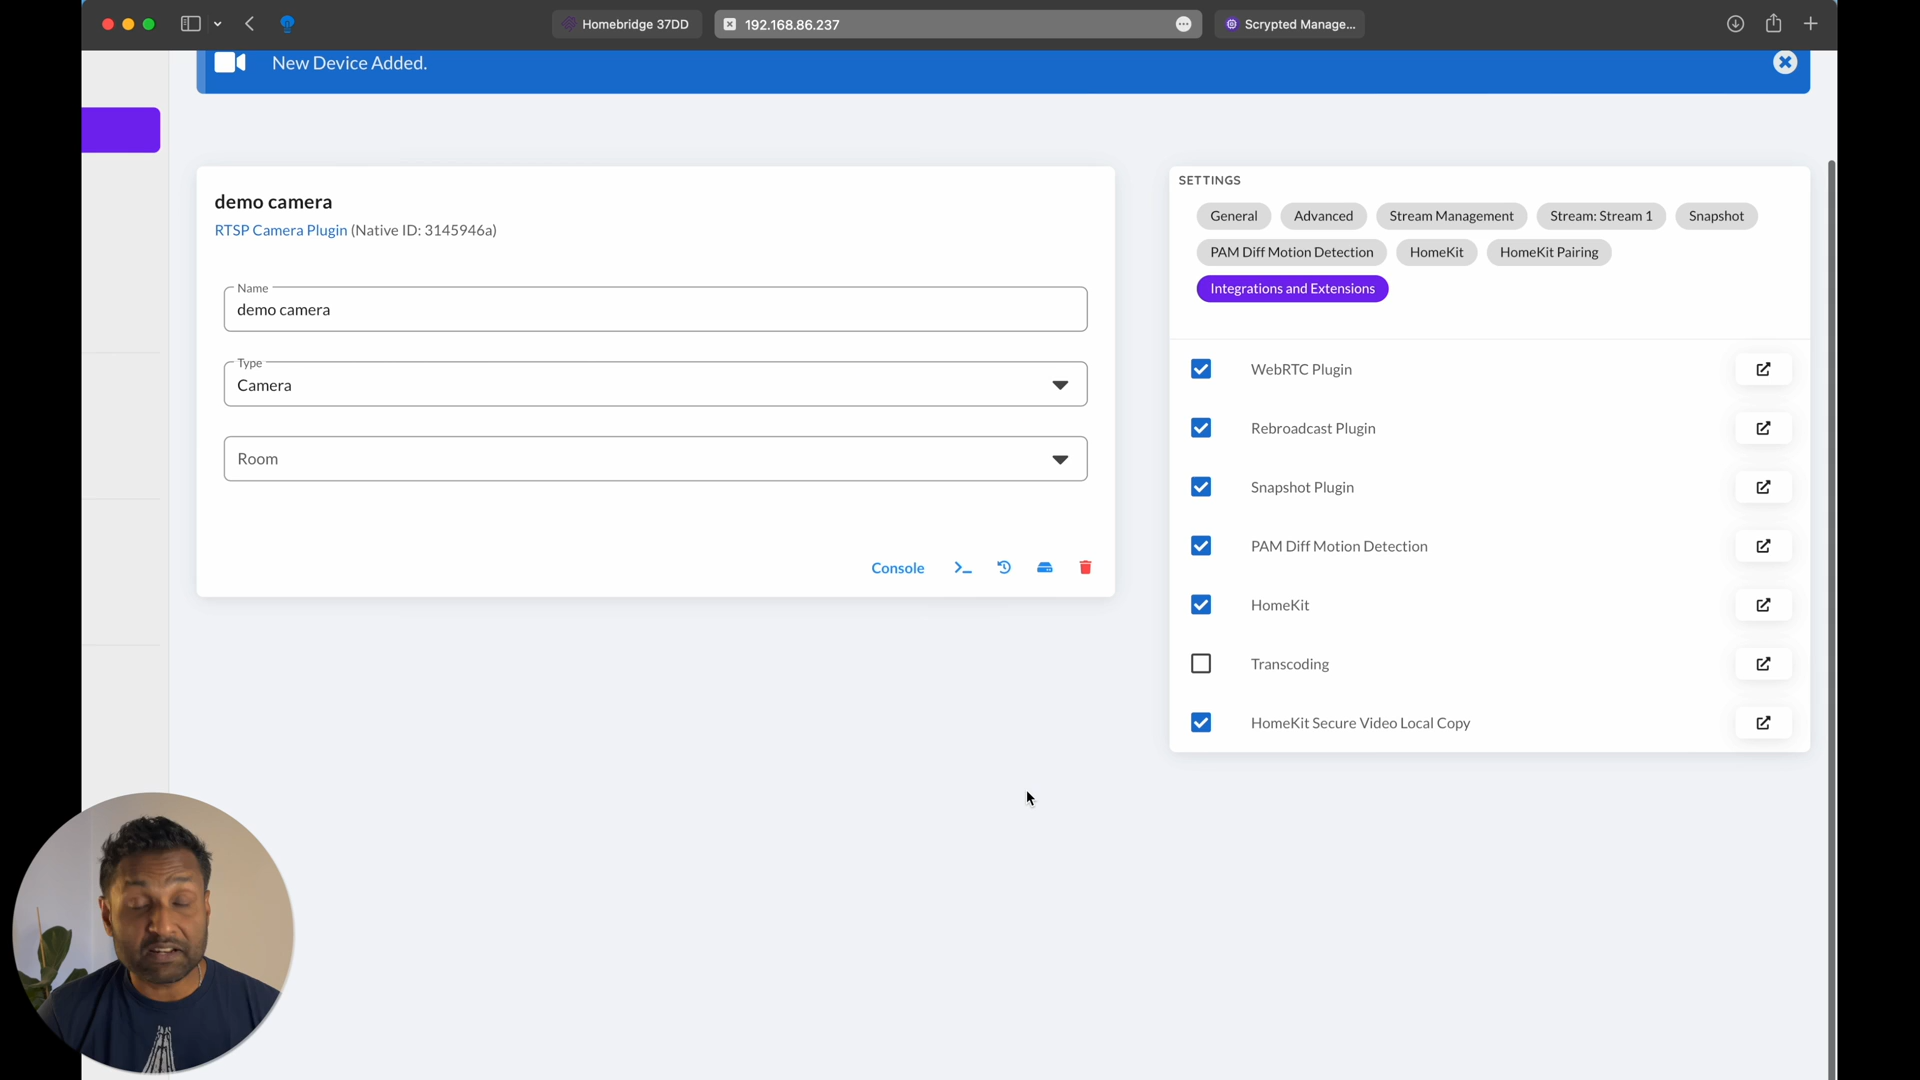 Homebridge 37DD
192.168.86.237
Scrypted Manage...
New Device Added.
demo camera
RTSP Camera Plugin (Native ID: 3145946a)
Name
demo camera
Type
Camera
Room
Console
SETTINGS
General
Advanced
Stream Management
Stream: Stream 1
Snapshot
PAM Diff Motion Detection
HomeKit
HomeKit Pairing
Integrations and Extensions
WebRTC Plugin
Rebroadcast Plugin
Snapshot Plugin
PAM Diff Motion Detection
HomeKit
Transcoding
HomeKit Secure Video Local Copy